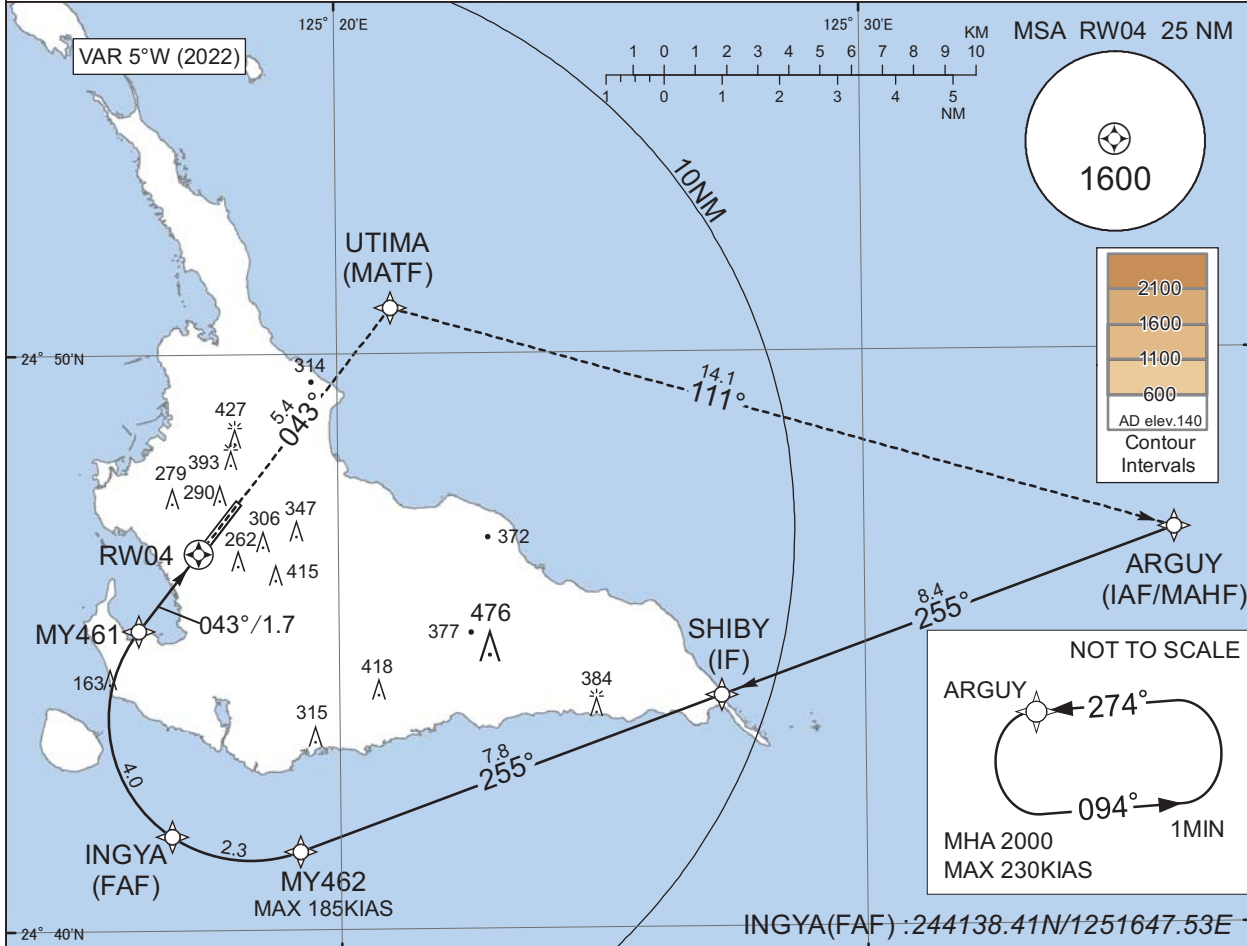 125° 20'E
125° 30'E
VAR 5°W (2022)
KM
1 0 1 2 3 4 5 6 7 8 9 10
1 0 1 2 3 4 5
NM
MSA RW04 25 NM
1600
10NM
UTIMA
(MATF)
2100
1600
1100
600
AD elev.140
Contour
Intervals
24° 50'N
314
14.1
111°
5.4
043°
427
393
279
290
347
306
262
415
372
RW04
ARGUY
(IAF/MAHF)
8.4
255°
MY461
043°/1.7
377
476
SHIBY
(IF)
163
418
384
315
7.8
255°
4.0
2.3
INGYA
(FAF)
MY462
MAX 185KIAS
NOT TO SCALE
ARGUY
274°
094°
1MIN
MHA 2000
MAX 230KIAS
24° 40'N
INGYA(FAF) :244138.41N/1251647.53E